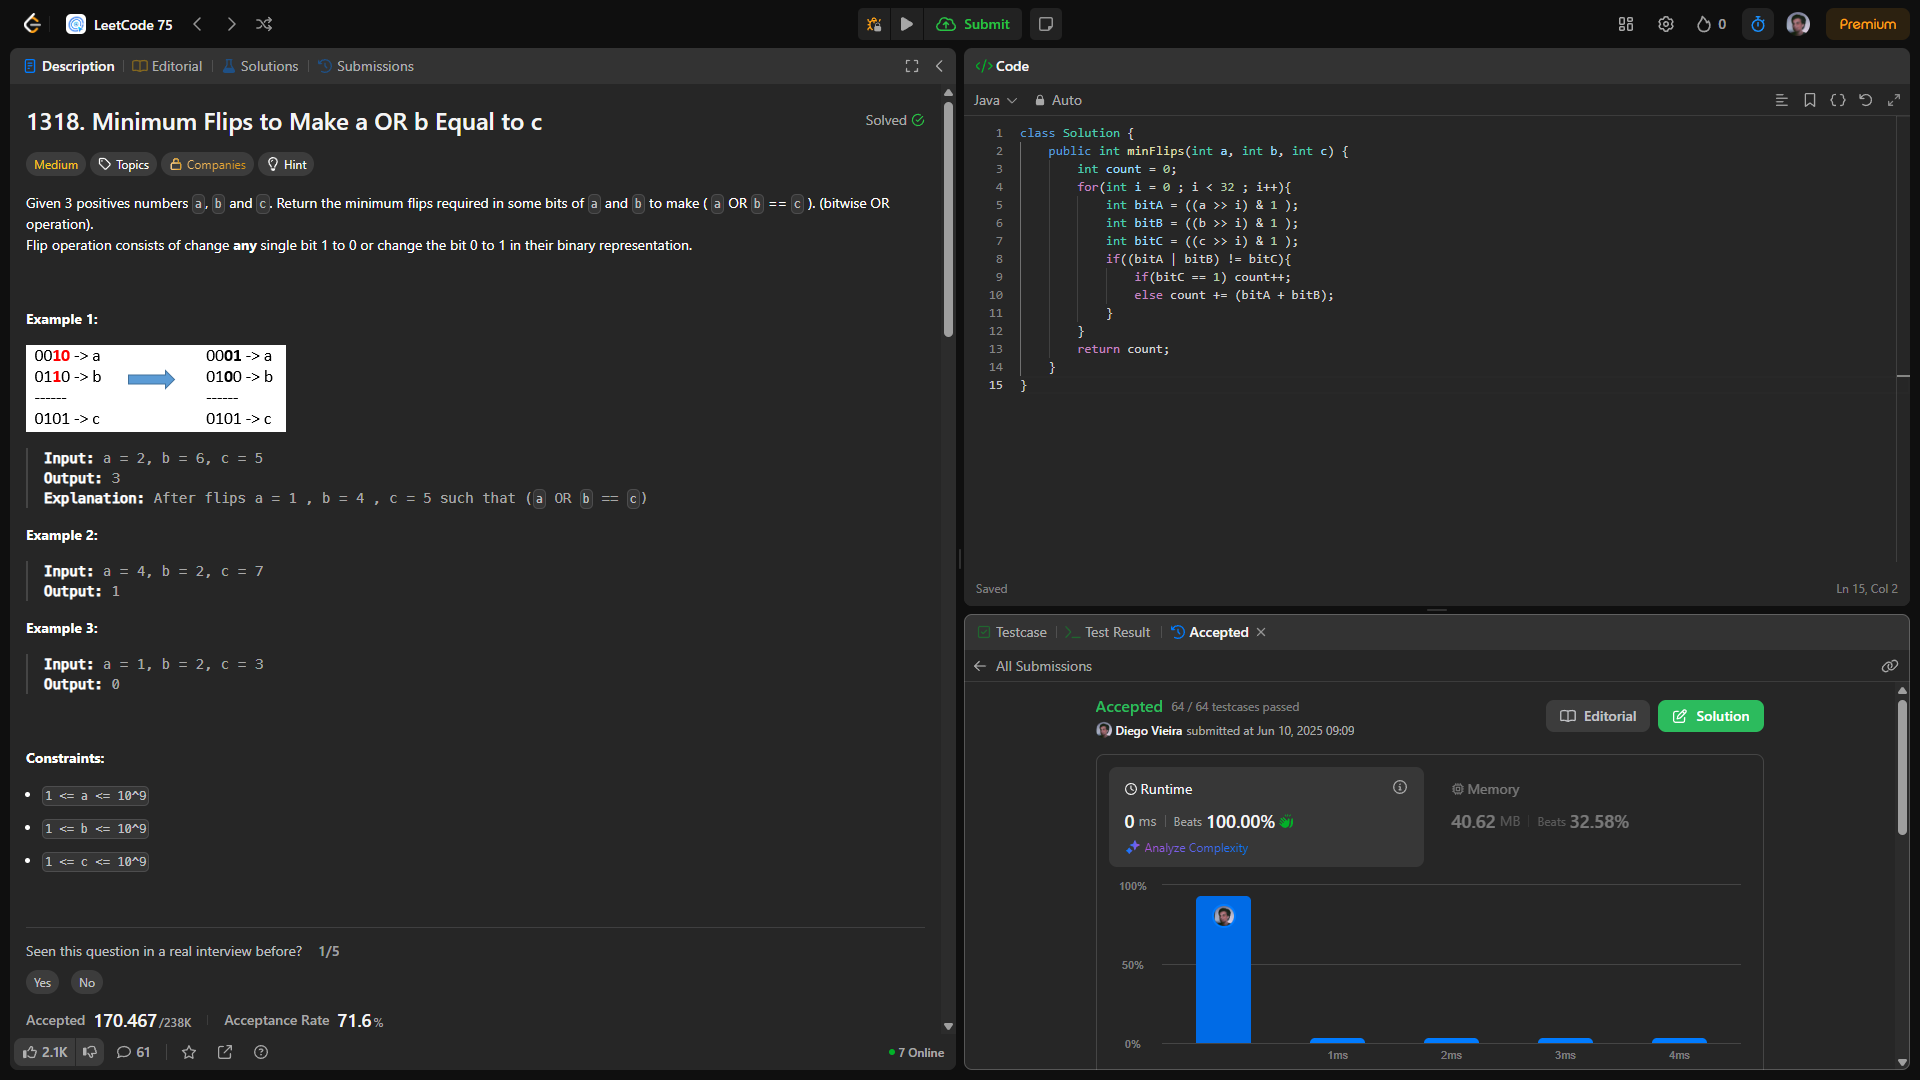 LeetCode 75
Submit
0
Premium
Description
Editorial
Solutions
Submissions
1318. Minimum Flips to Make a OR b Equal to c
Solved
Medium
Topics
Companies
Hint
Given 3 positives numbers a, b and c. Return the minimum flips required in some bits of a and b to make ( a OR b == c ). (bitwise OR
operation).
Flip operation consists of change any single bit 1 to 0 or change the bit 0 to 1 in their binary representation.
Example 1:
0010 -> a 0001 -> a
0110 -> b 0100 -> b
------ ------
0101 -> c 0101 -> c
Input: a = 2, b = 6, c = 5
Output: 3
Explanation: After flips a = 1 , b = 4 , c = 5 such that (a OR b == c)
Example 2:
Input: a = 4, b = 2, c = 7
Output: 1
Example 3:
Input: a = 1, b = 2, c = 3
Output: 0
Constraints:
1 <= a <= 10^9
1 <= b <= 10^9
1 <= c <= 10^9
Seen this question in a real interview before? 1/5
Yes
No
Accepted 170.467/238K
Acceptance Rate 71.6%
2.1K
61
7 Online
</> Code
Java
Auto
1 class Solution {
2 public int minFlips(int a, int b, int c) {
3 int count = 0;
4 for(int i = 0 ; i < 32 ; i++){
5 int bitA = ((a >> i) & 1 );
6 int bitB = ((b >> i) & 1 );
7 int bitC = ((c >> i) & 1 );
8 if((bitA | bitB) != bitC){
9 if(bitC == 1) count++;
10 else count += (bitA + bitB);
11 }
12 }
13 return count;
14 }
15 }
Saved
Ln 15, Col 2
Testcase
Test Result
Accepted
All Submissions
Accepted 64 / 64 testcases passed
Diego Vieira submitted at Jun 10, 2025 09:09
Editorial
Solution
Runtime
0 ms Beats 100.00%
Analyze Complexity
Memory
40.62 MB Beats 32.58%
100%
50%
0%
1ms
2ms
3ms
4ms